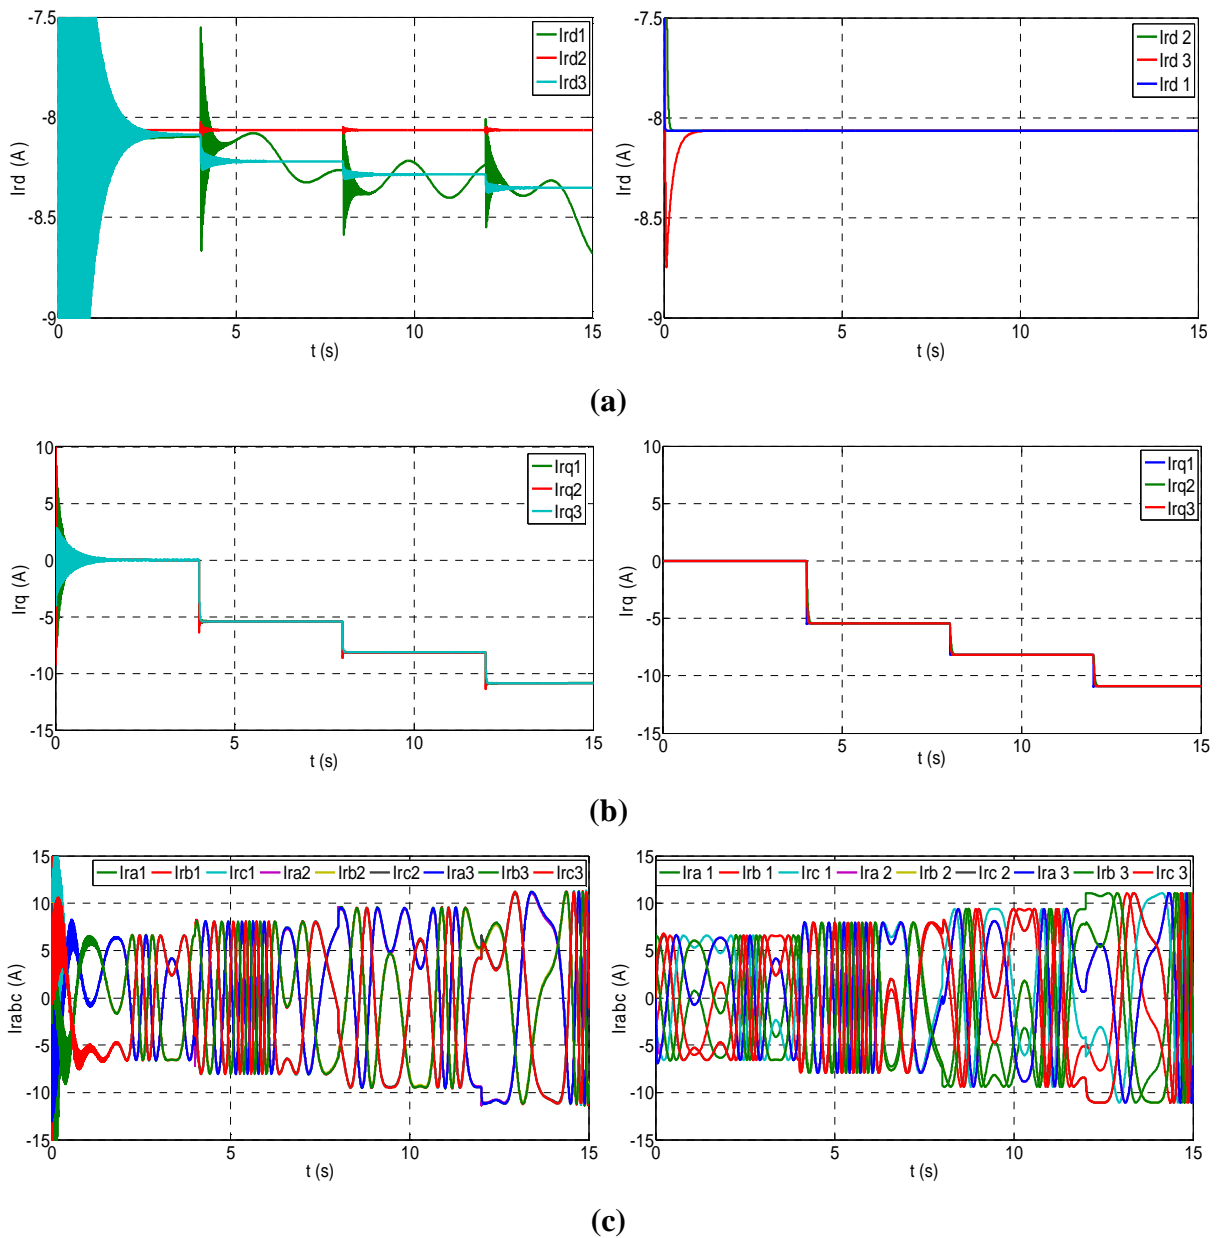 -7.5
-8
-8.5
-9
Ird (A)
Ird1
Ird2
Ird3
0
5
10
15
t (s)
-7.5
-8
-8.5
-9
Ird (A)
Ird 2
Ird 3
Ird 1
0
5
10
15
t (s)
(a)
10
5
0
-5
-10
-15
Irq (A)
Irq1
Irq2
Irq3
0
5
10
15
t (s)
10
5
0
-5
-10
-15
Irq (A)
Irq1
Irq2
Irq3
0
5
10
15
t (s)
(b)
15
10
5
0
-5
-10
-15
Irabc (A)
Ira1 Irb1 Irc1 Ira2 Irb2 Irc2 Ira3 Irb3 Irc3
0
5
10
15
t (s)
15
10
5
0
-5
-10
-15
Irabc (A)
Ira 1 Irb 1 Irc 1 Ira 2 Irb 2 Irc 2 Ira 3 Irb 3 Irc 3
0
5
10
15
t (s)
(c)